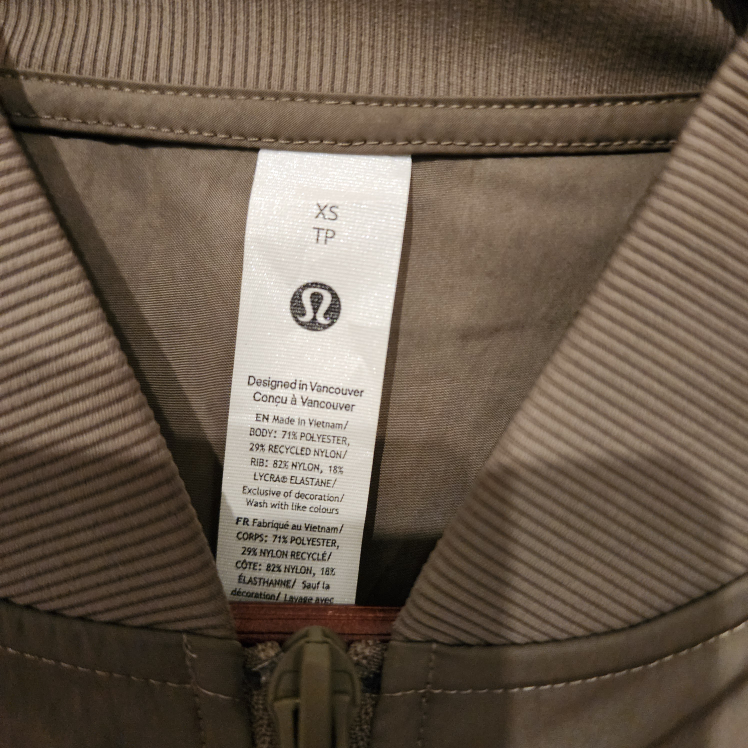 XS
TP
Designed in Vancouver
Conçu à Vancouver
EN Made in Vietnam/
BODY: 71% POLYESTER,
29% RECYCLED NYLON/
RIB: 82% NYLON, 18%
LYCRA® ELASTANE/
Exclusive of decoration/
Wash with like colours
FR Fabriqué au Vietnam/
CORPS: 71% POLYESTER,
29% NYLON RECYCLÉ/
CÔTE: 82% NYLON, 18%
ÉLASTHANNE/ Sauf la
décoration/ Lavage avec